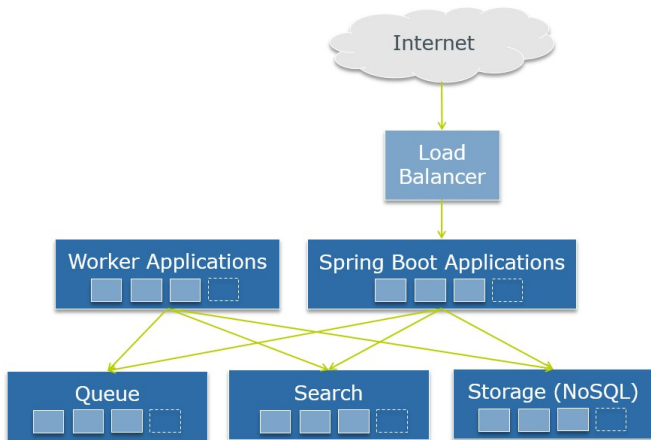 Internet
Load
Balancer
Worker Applications
Spring Boot Applications
Queue
Search
Storage (NoSQL)